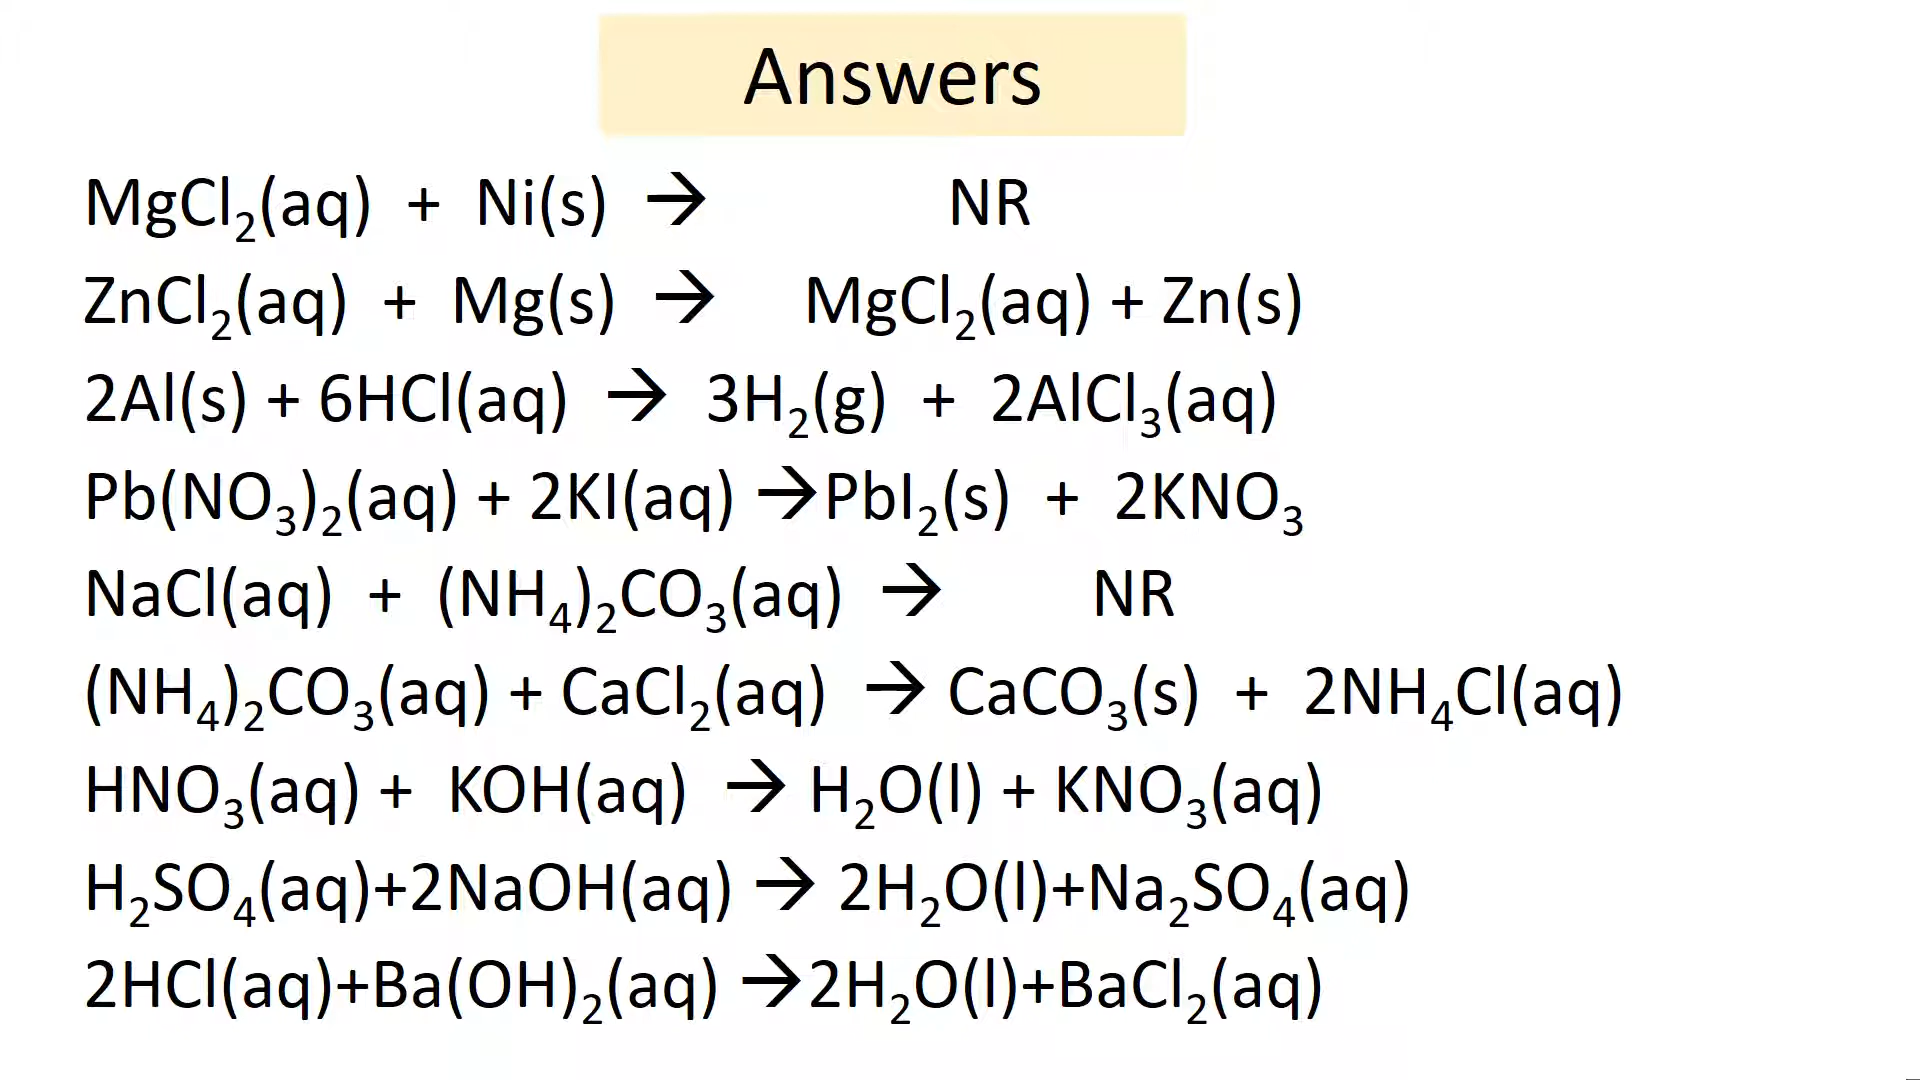 Answers
MgCl₂(aq) + Ni(s) → NR
ZnCl₂(aq) + Mg(s) → MgCl₂(aq) + Zn(s)
2Al(s) + 6HCl(aq) → 3H₂(g) + 2AlCl₃(aq)
Pb(NO₃)₂(aq) + 2KI(aq) →PbI₂(s) + 2KNO₃
NaCl(aq) + (NH₄)₂CO₃(aq) → NR
(NH₄)₂CO₃(aq) + CaCl₂(aq) → CaCO₃(s) + 2NH₄Cl(aq)
HNO₃(aq) + KOH(aq) → H₂O(l) + KNO₃(aq)
H₂SO₄(aq)+2NaOH(aq) → 2H₂O(l)+Na₂SO₄(aq)
2HCl(aq)+Ba(OH)₂(aq) →2H₂O(l)+BaCl₂(aq)